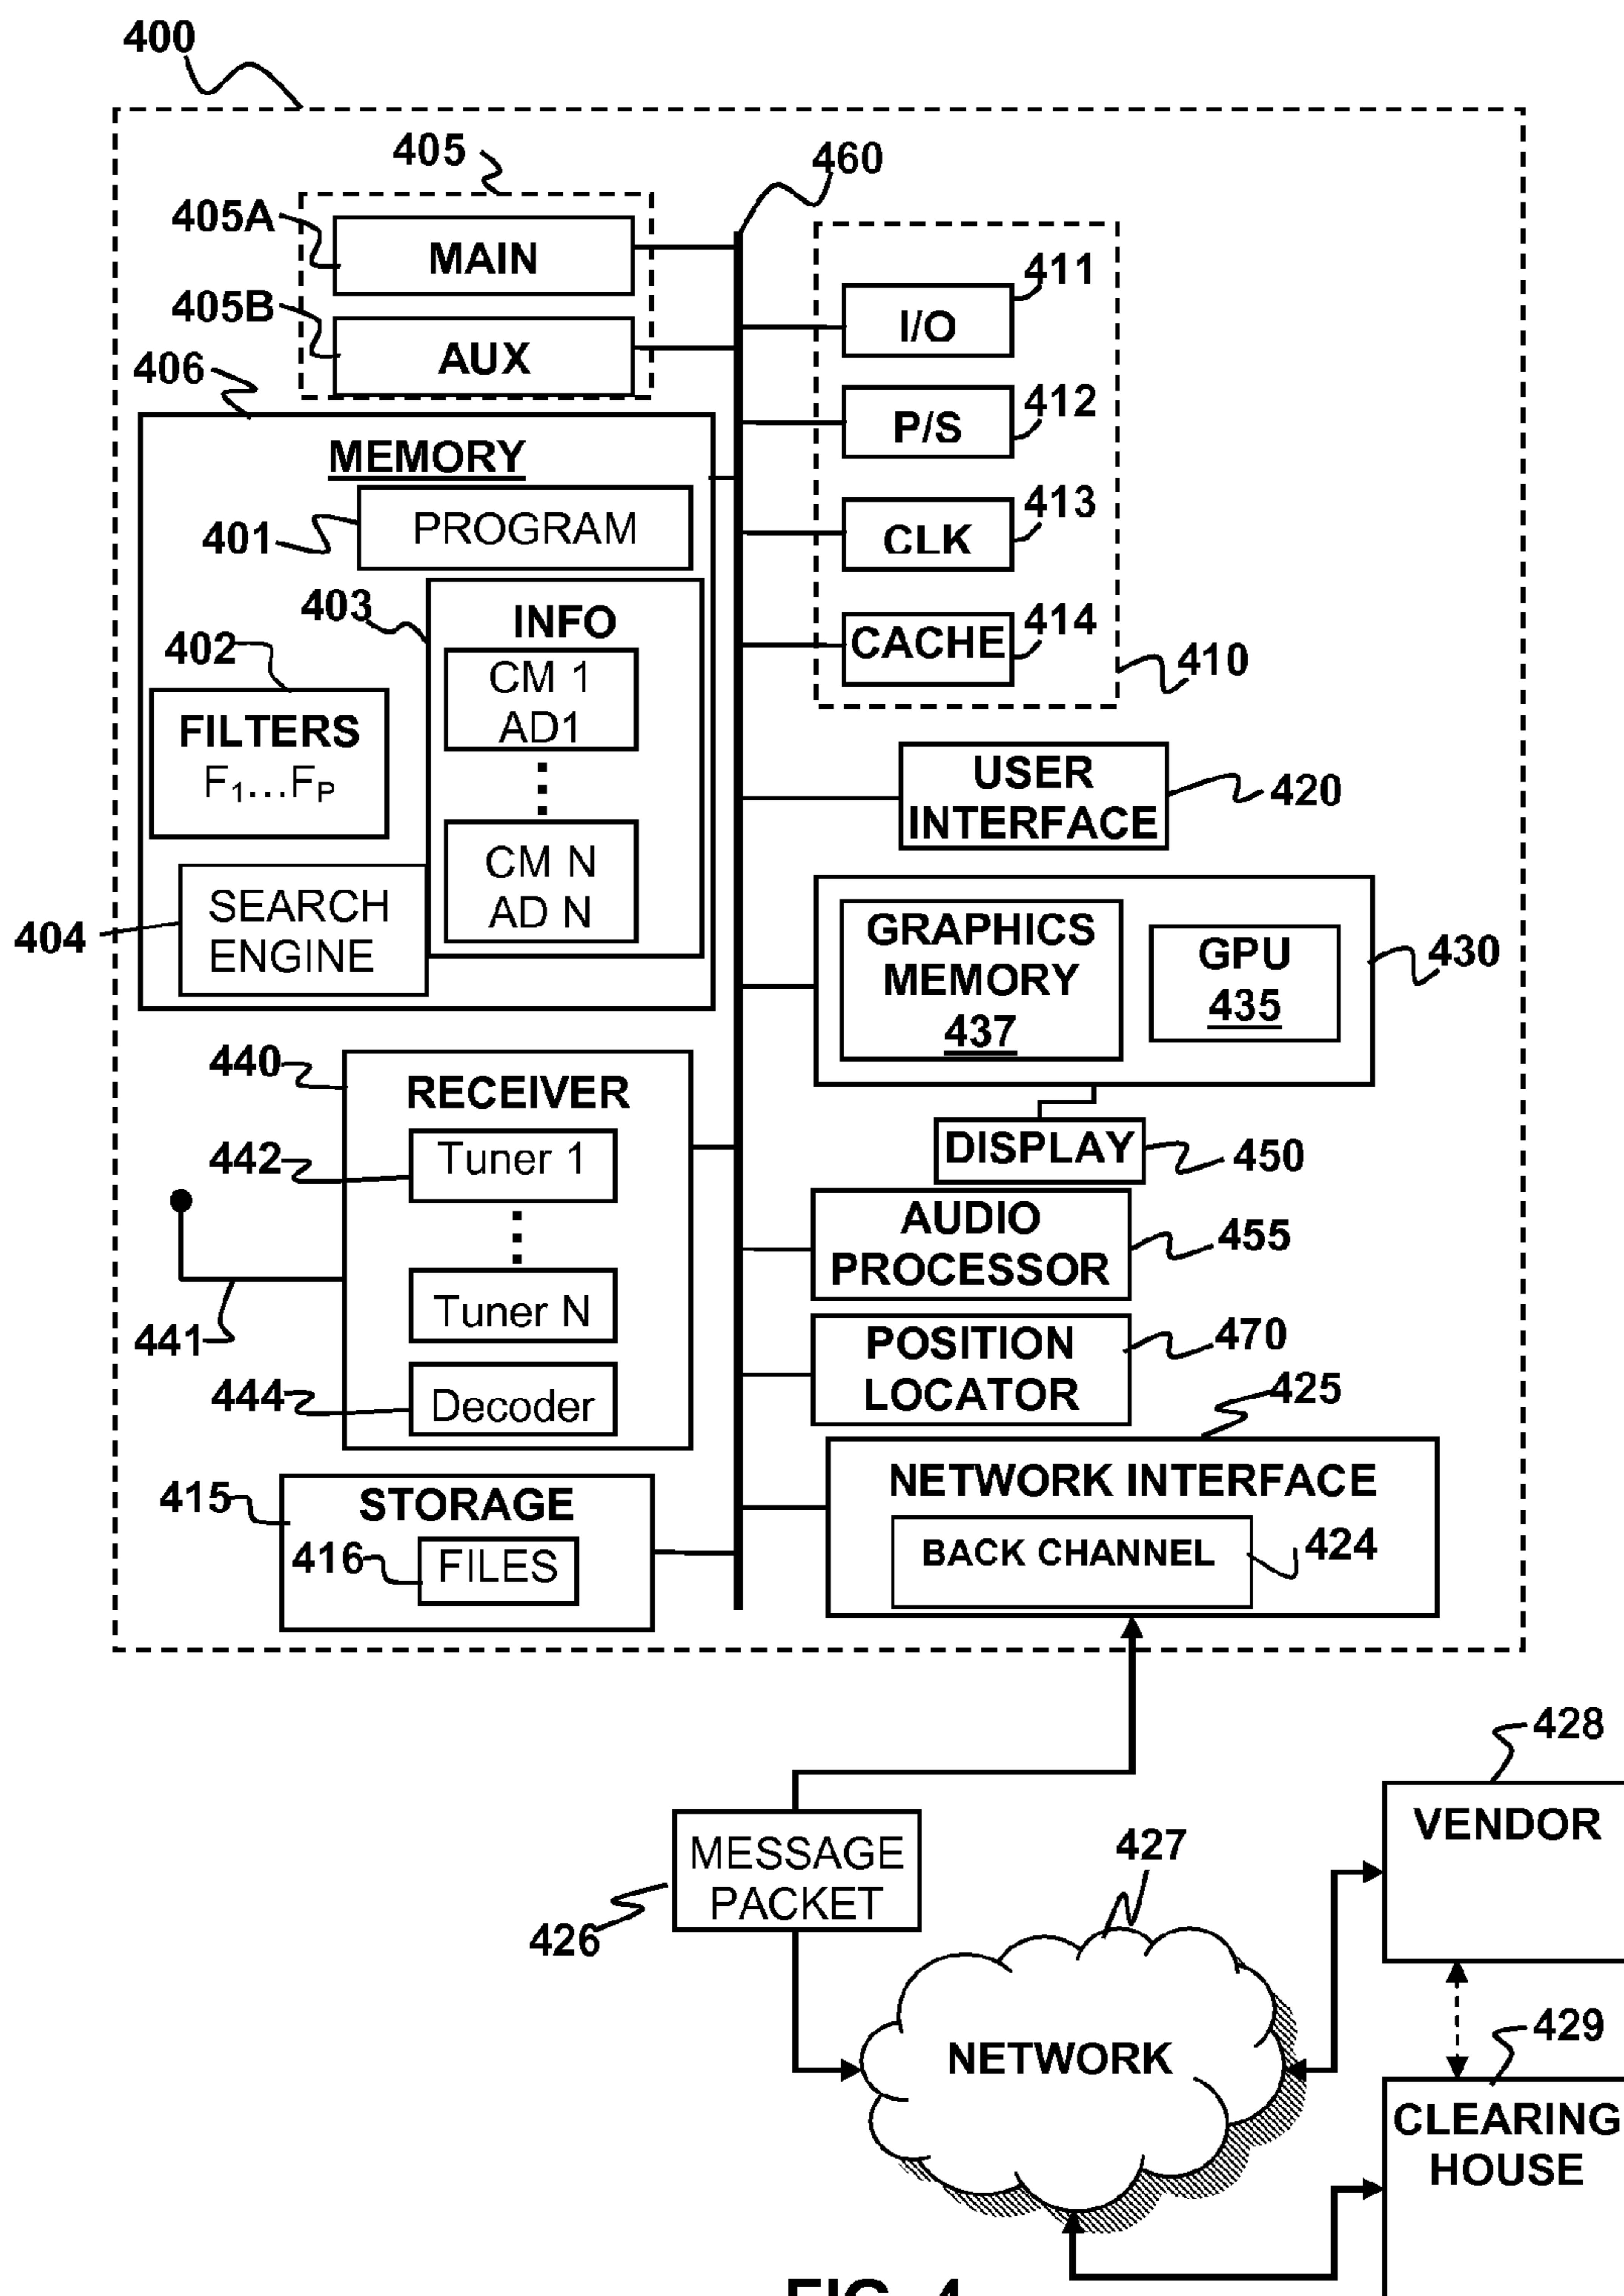 400
405
460
405A
MAIN
411
I/O
405B
AUX
406
412
P/S
MEMORY
401
PROGRAM
413
CLK
403
INFO
414
CACHE
402
CM 1
AD1
410
FILTERS
F1...FP
USER
INTERFACE
420
CM N
AD N
404
SEARCH
ENGINE
GRAPHICS
MEMORY
437
GPU
435
430
440
RECEIVER
442
Tuner 1
DISPLAY
450
AUDIO
PROCESSOR
455
441
Tuner N
POSITION
LOCATOR
470
444
Decoder
425
415
STORAGE
416
FILES
NETWORK INTERFACE
BACK CHANNEL
424
428
VENDOR
MESSAGE
PACKET
426
427
NETWORK
429
CLEARING
HOUSE
FIG. 4